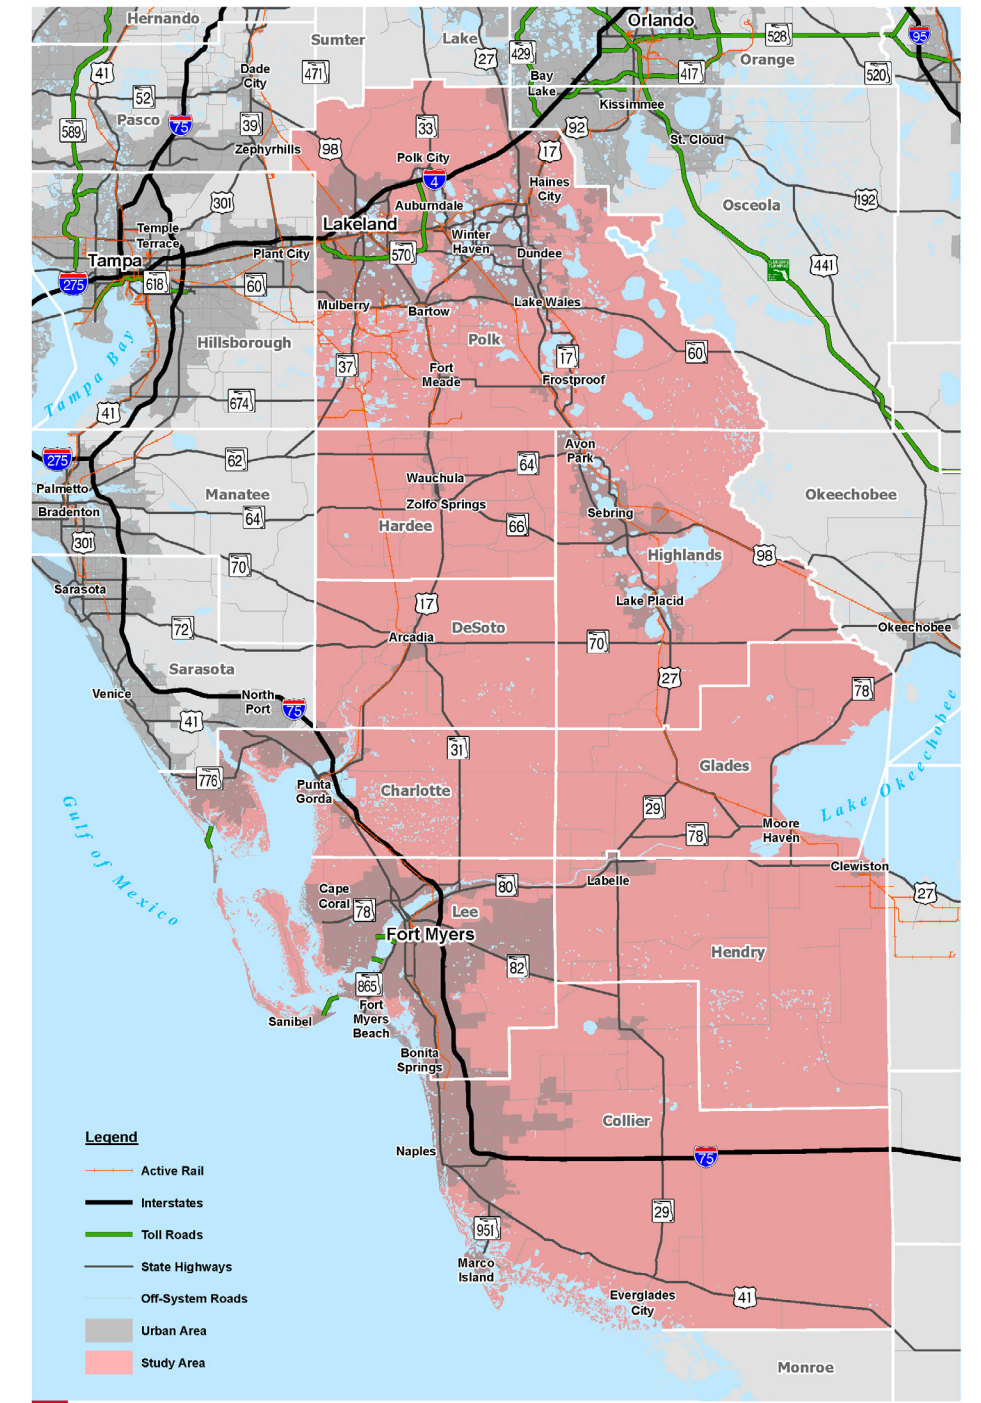 Hernando
Sumter
Lake
Orlando
27
429
528
95
41
471
Dade
City
Bay
Lake
417
Orange
520
52
Pasco
75
589
39
33
92
Kissimmee
St. Cloud
Zephyrhills
98
Polk City
17
4
Haines
City
301
Auburndale
Osceola
192
Temple
Terrace
Lakeland
Winter
Haven
570
Plant City
Dundee
Tampa
275
618
60
441
Mulberry
Bartow
Lake Wales
Tampa Bay
Hillsborough
Polk
60
37
17
Fort
Meade
Frostproof
674
41
Avon
Park
275
62
64
Palmetto
Manatee
Wauchula
Okeechobee
Bradenton
64
Zolfo Springs
Sebring
Hardee
66
301
Highlands
98
70
Sarasota
17
Lake Placid
72
DeSoto
Arcadia
70
Okeechobee
Sarasota
27
78
Venice
North
Port
75
41
31
Glades
776
Punta
Gorda
Charlotte
29
78
Moore
Haven
Lake Okeechobee
Gulf of Mexico
Clewiston
Cape
Coral
78
80
Labelle
27
Lee
Fort Myers
82
Hendry
865
Fort
Myers
Beach
Sanibel
Bonita
Springs
Collier
Naples
75
29
951
Marco
Island
Everglades
City
41
Monroe
Legend
Active Rail
Interstates
Toll Roads
State Highways
Off-System Roads
Urban Area
Study Area